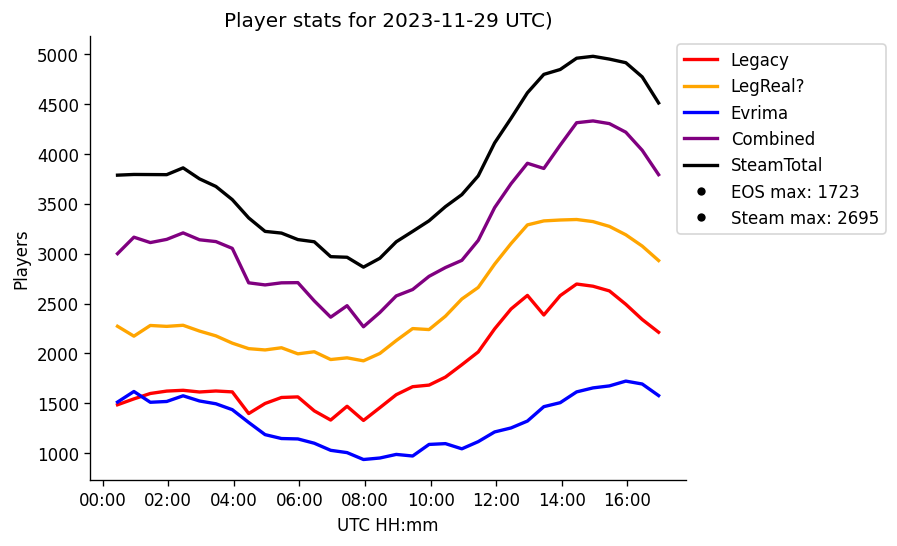 Player stats for 2023-11-29 UTC)
Players
5000
4500
4000
3500
3000
2500
2000
1500
1000
00:00 02:00 04:00 06:00 08:00 10:00 12:00 14:00 16:00
UTC HH:mm
Legacy
LegReal?
Evrima
Combined
SteamTotal
EOS max: 1723
Steam max: 2695